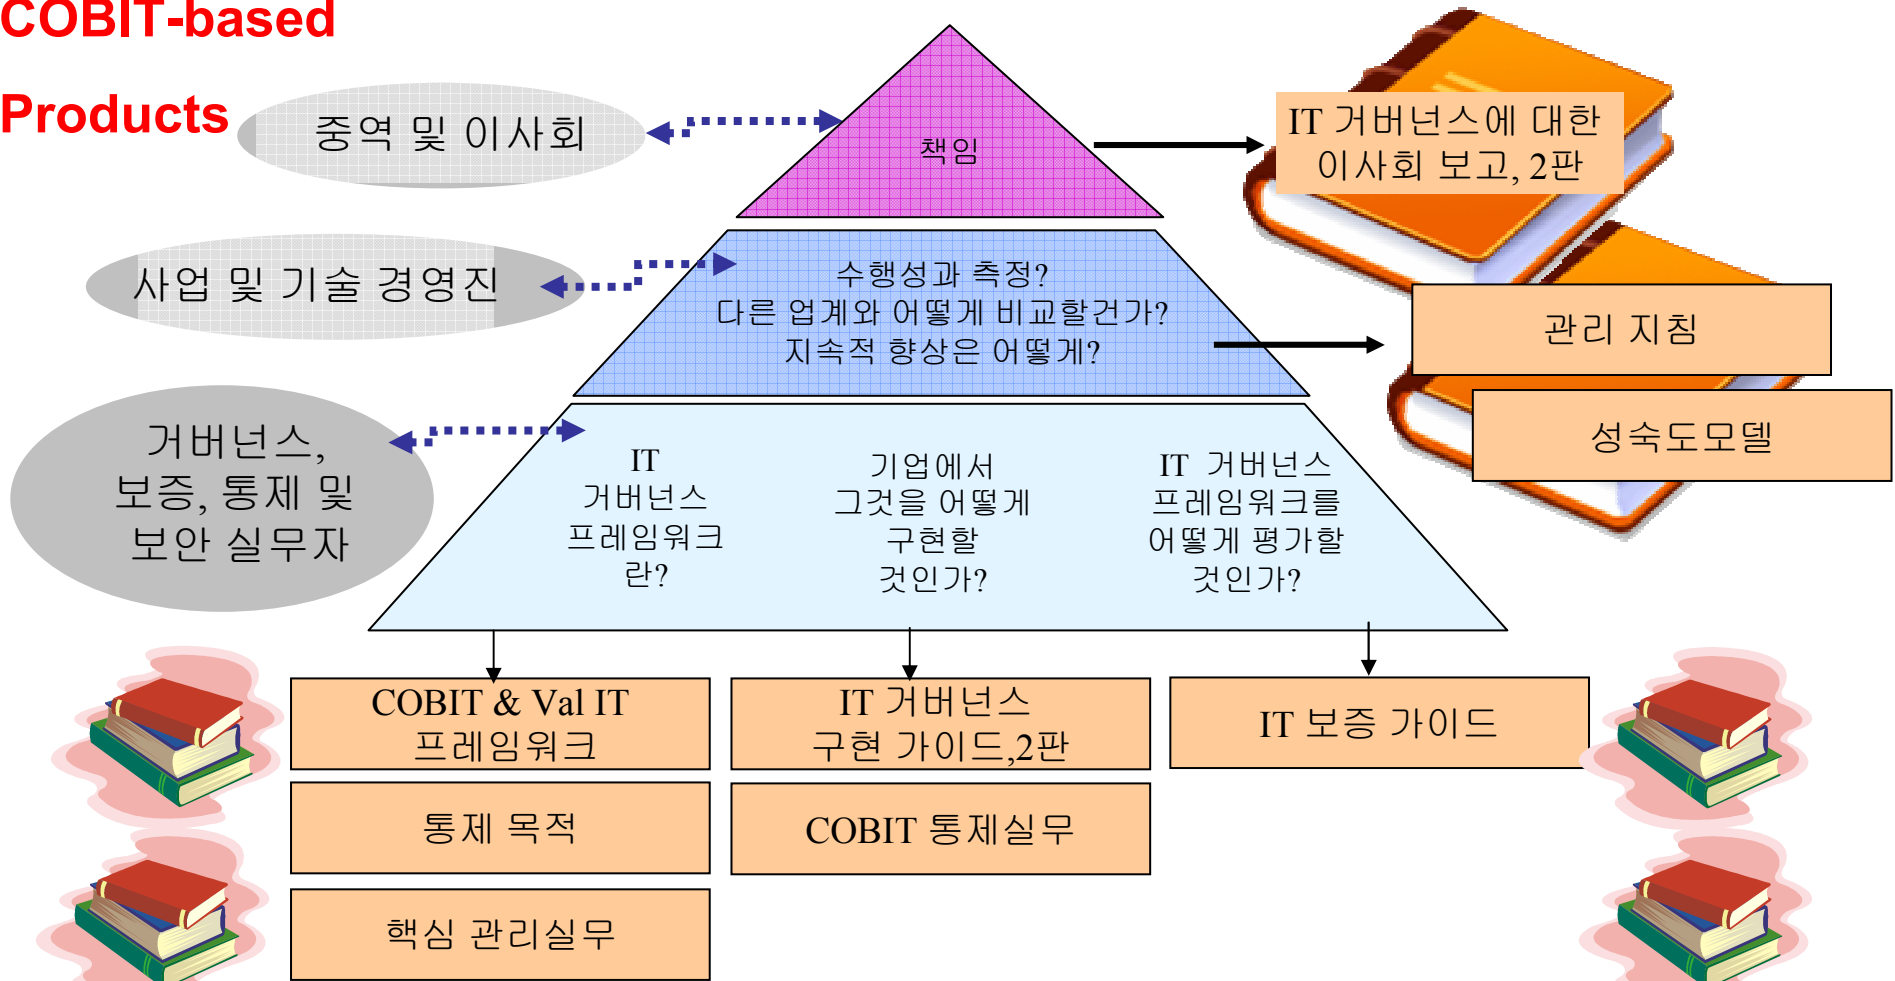 COBIT-based
Products
중역 및 이사회
책임
IT 거버넌스에 대한
이사회 보고, 2판
사업 및 기술 경영진
수행성과 측정?
다른 업계와 어떻게 비교할건가?
지속적 향상은 어떻게?
관리 지침
성숙도모델
거버넌스,
보증, 통제 및
보안 실무자
IT
거버넌스
프레임워크
란?
기업에서
그것을 어떻게
구현할
것인가?
IT 거버넌스
프레임워크를
어떻게 평가할
것인가?
COBIT & Val IT
프레임워크
IT 거버넌스
구현 가이드,2판
IT 보증 가이드
통제 목적
COBIT 통제실무
핵심 관리실무